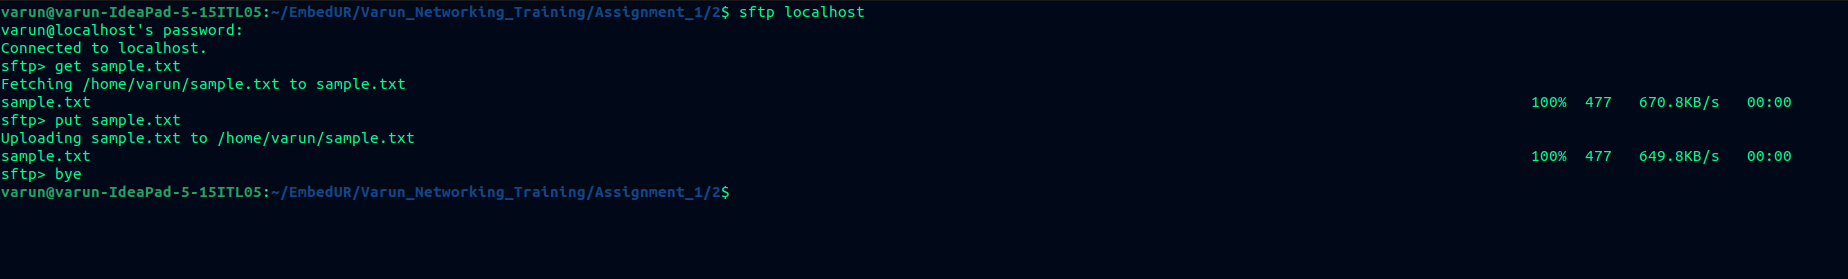 varun@varun-IdeaPad-5-15ITL05:~/EmbedUR/Varun_Networking_Training/Assignment_1/2$ sftp localhost
varun@localhost's password:
Connected to localhost.
sftp> get sample.txt
Fetching /home/varun/sample.txt to sample.txt
sample.txt 100% 477 670.8KB/s 00:00
sftp> put sample.txt
Uploading sample.txt to /home/varun/sample.txt
sample.txt 100% 477 649.8KB/s 00:00
sftp> bye
varun@varun-IdeaPad-5-15ITL05:~/EmbedUR/Varun_Networking_Training/Assignment_1/2$